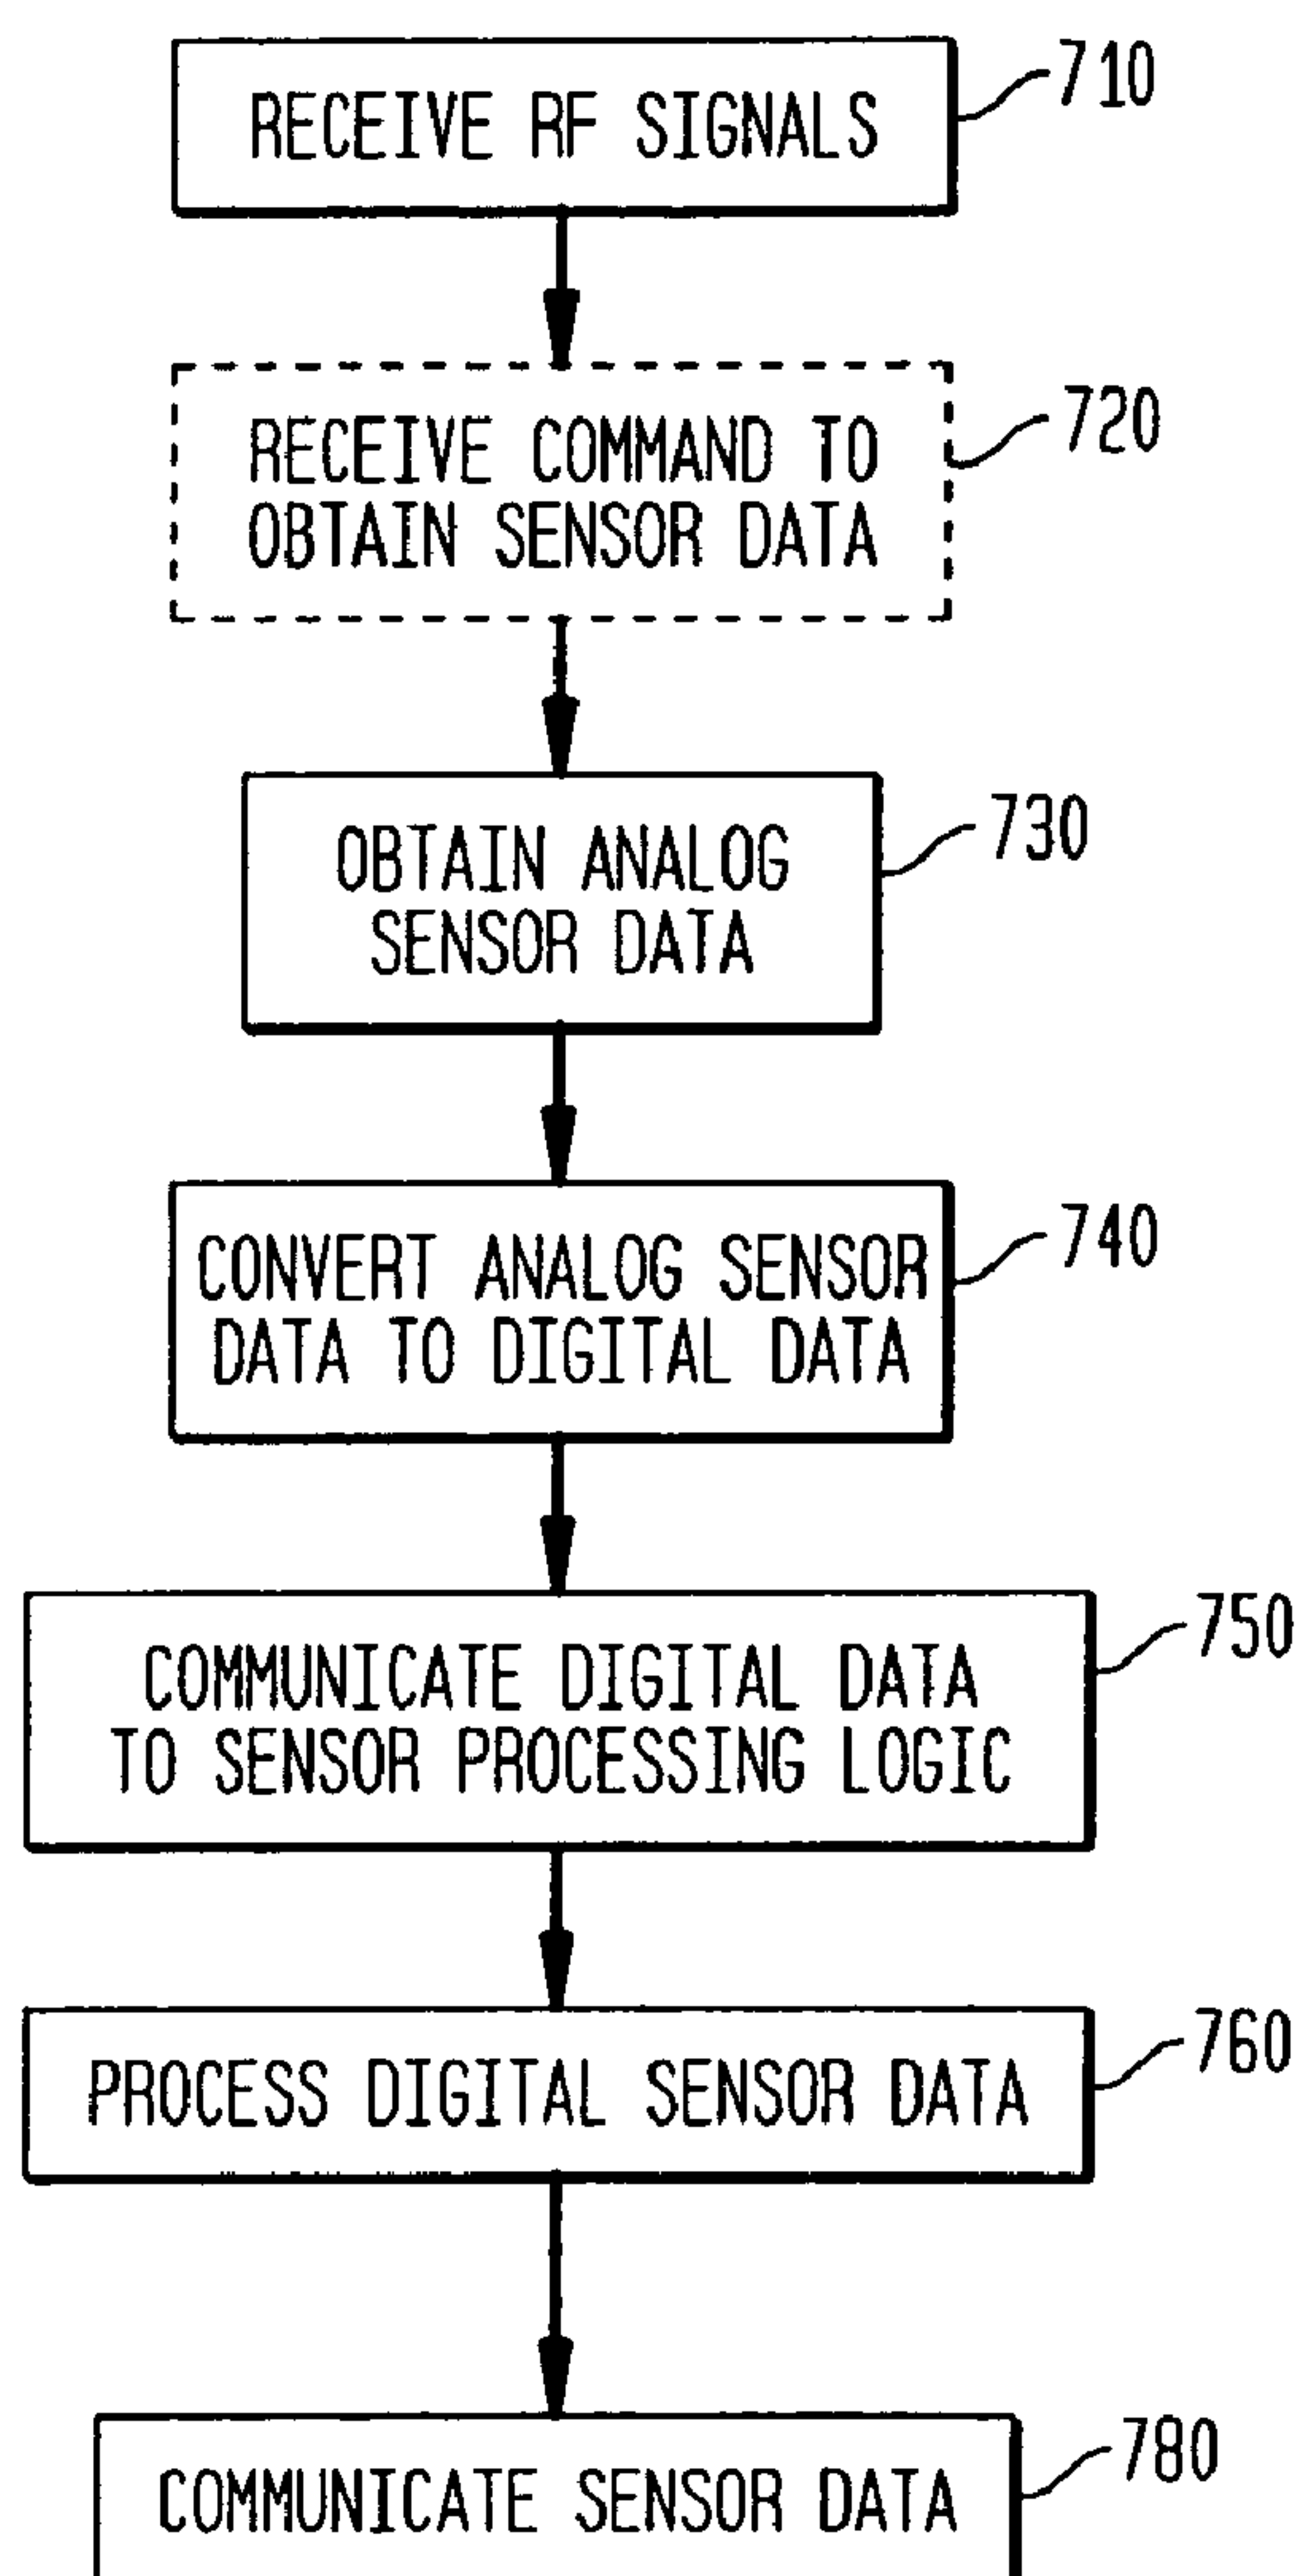 RECEIVE RF SIGNALS
710
RECEIVE COMMAND TO
OBTAIN SENSOR DATA
720
OBTAIN ANALOG
SENSOR DATA
730
CONVERT ANALOG SENSOR
DATA TO DIGITAL DATA
740
COMMUNICATE DIGITAL DATA
TO SENSOR PROCESSING LOGIC
750
PROCESS DIGITAL SENSOR DATA
760
COMMUNICATE SENSOR DATA
780